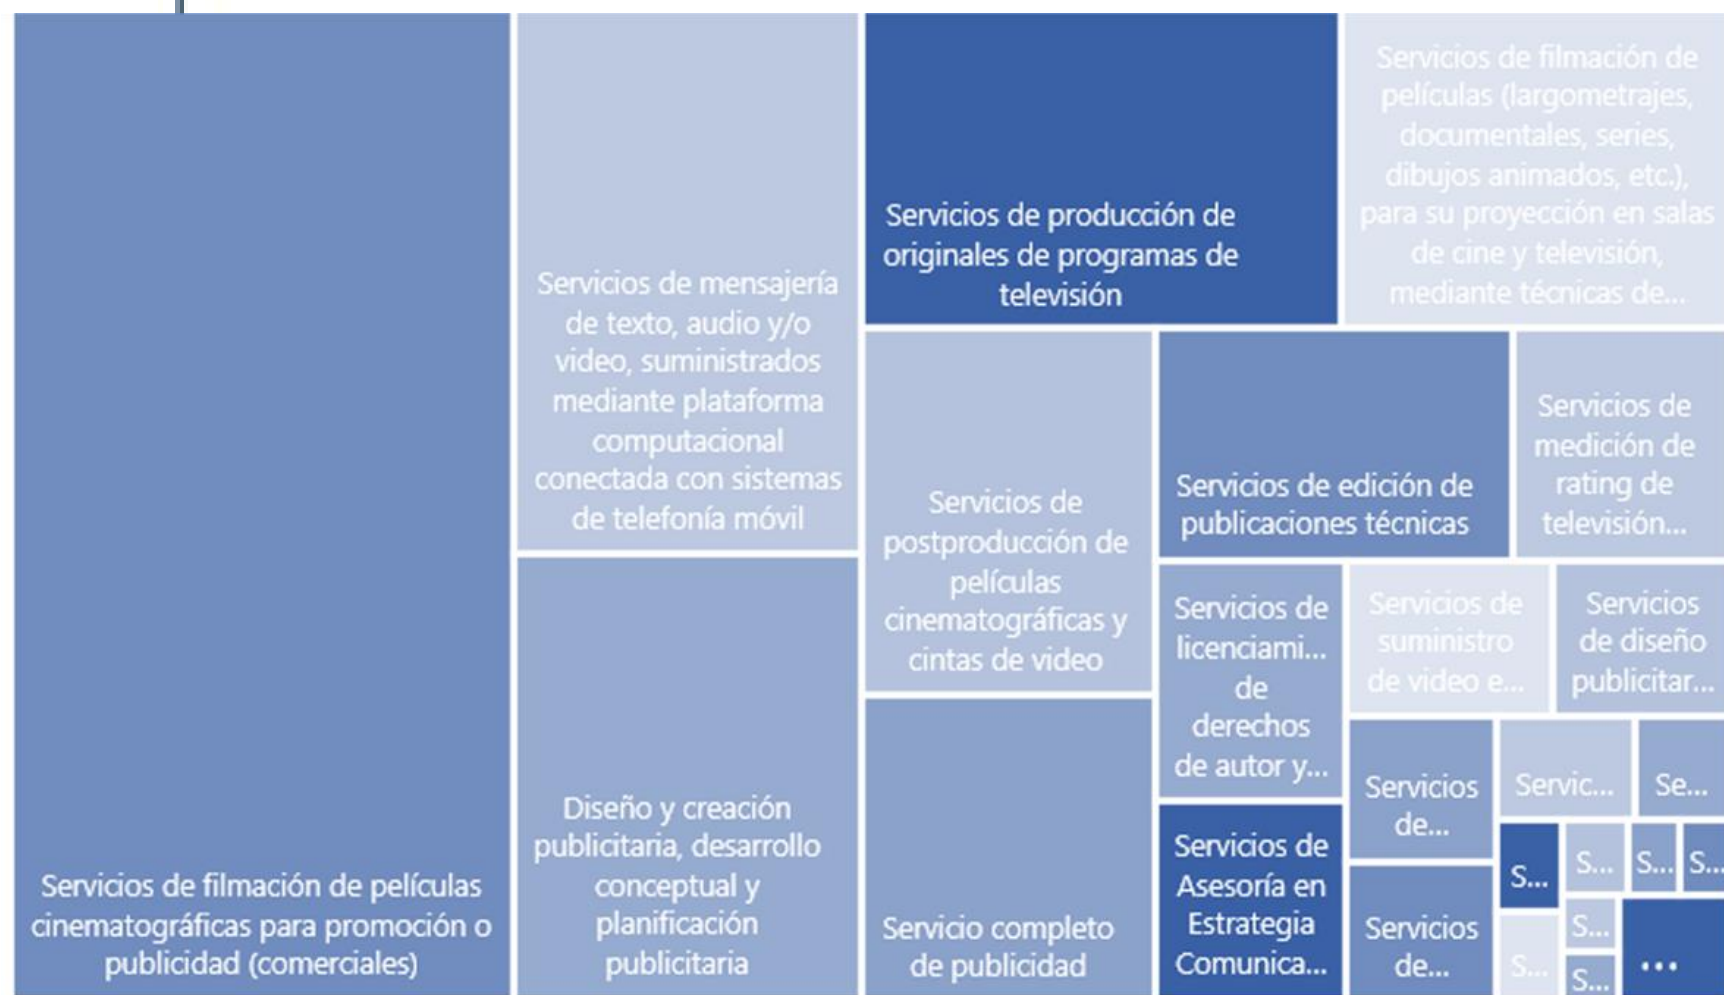 Servicios de filmación de películas
cinematográficas para promoción o
publicidad (comerciales)
Servicios de mensajería
de texto, audio y/o
video, suministrados
mediante plataforma
computacional
conectada con sistemas
de telefonía móvil
Diseño y creación
publicitaria, desarrollo
conceptual y
planificación
publicitaria
Servicios de producción de
originales de programas de
televisión
Servicios de filmación de
películas (largometrajes,
documentales, series,
dibujos animados, etc.),
para su proyección en salas
de cine y televisión,
mediante técnicas de...
Servicios de
postproducción de
películas
cinematográficas y
cintas de video
Servicio completo
de publicidad
Servicios de edición de
publicaciones técnicas
Servicios de
medición de
rating de
televisión...
Servicios de
licenciami...
de
derechos
de autor y...
Servicios de
suministro
de video e...
Servicios
de diseño
publicitar...
Servicios de
Asesoría en
Estrategia
Comunica...
Servicios
de...
Servicios
de...
Servic...
Se...
S...
S...
S...
S...
S...
S...
S...
...